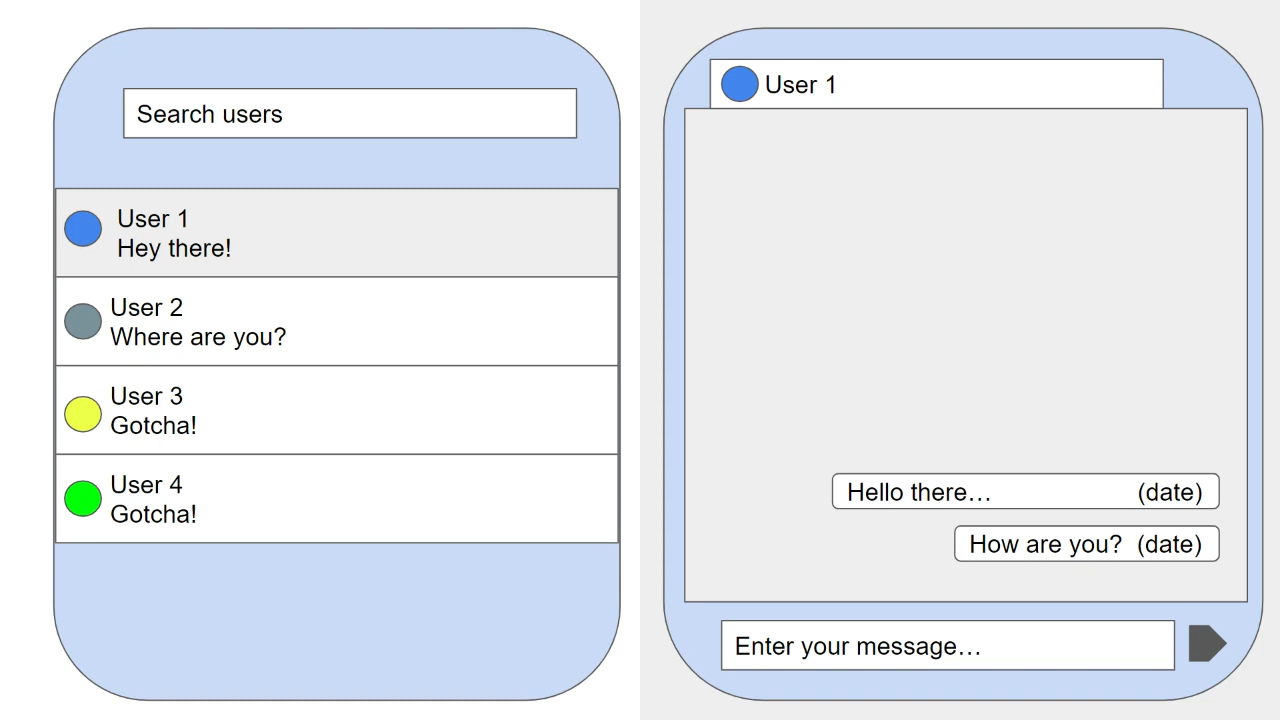 Search users
User 1
Hey there!
User 2
Where are you?
User 3
Gotcha!
User 4
Gotcha!
User 1
Hello there… (date)
How are you? (date)
Enter your message…